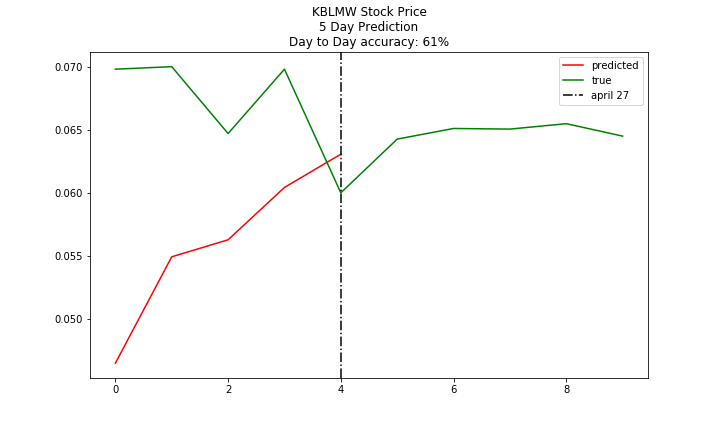 KBLMW Stock Price
5 Day Prediction
Day to Day accuracy: 61%
predicted
true
april 27
0.070
0.065
0.060
0.055
0.050
0
2
4
6
8